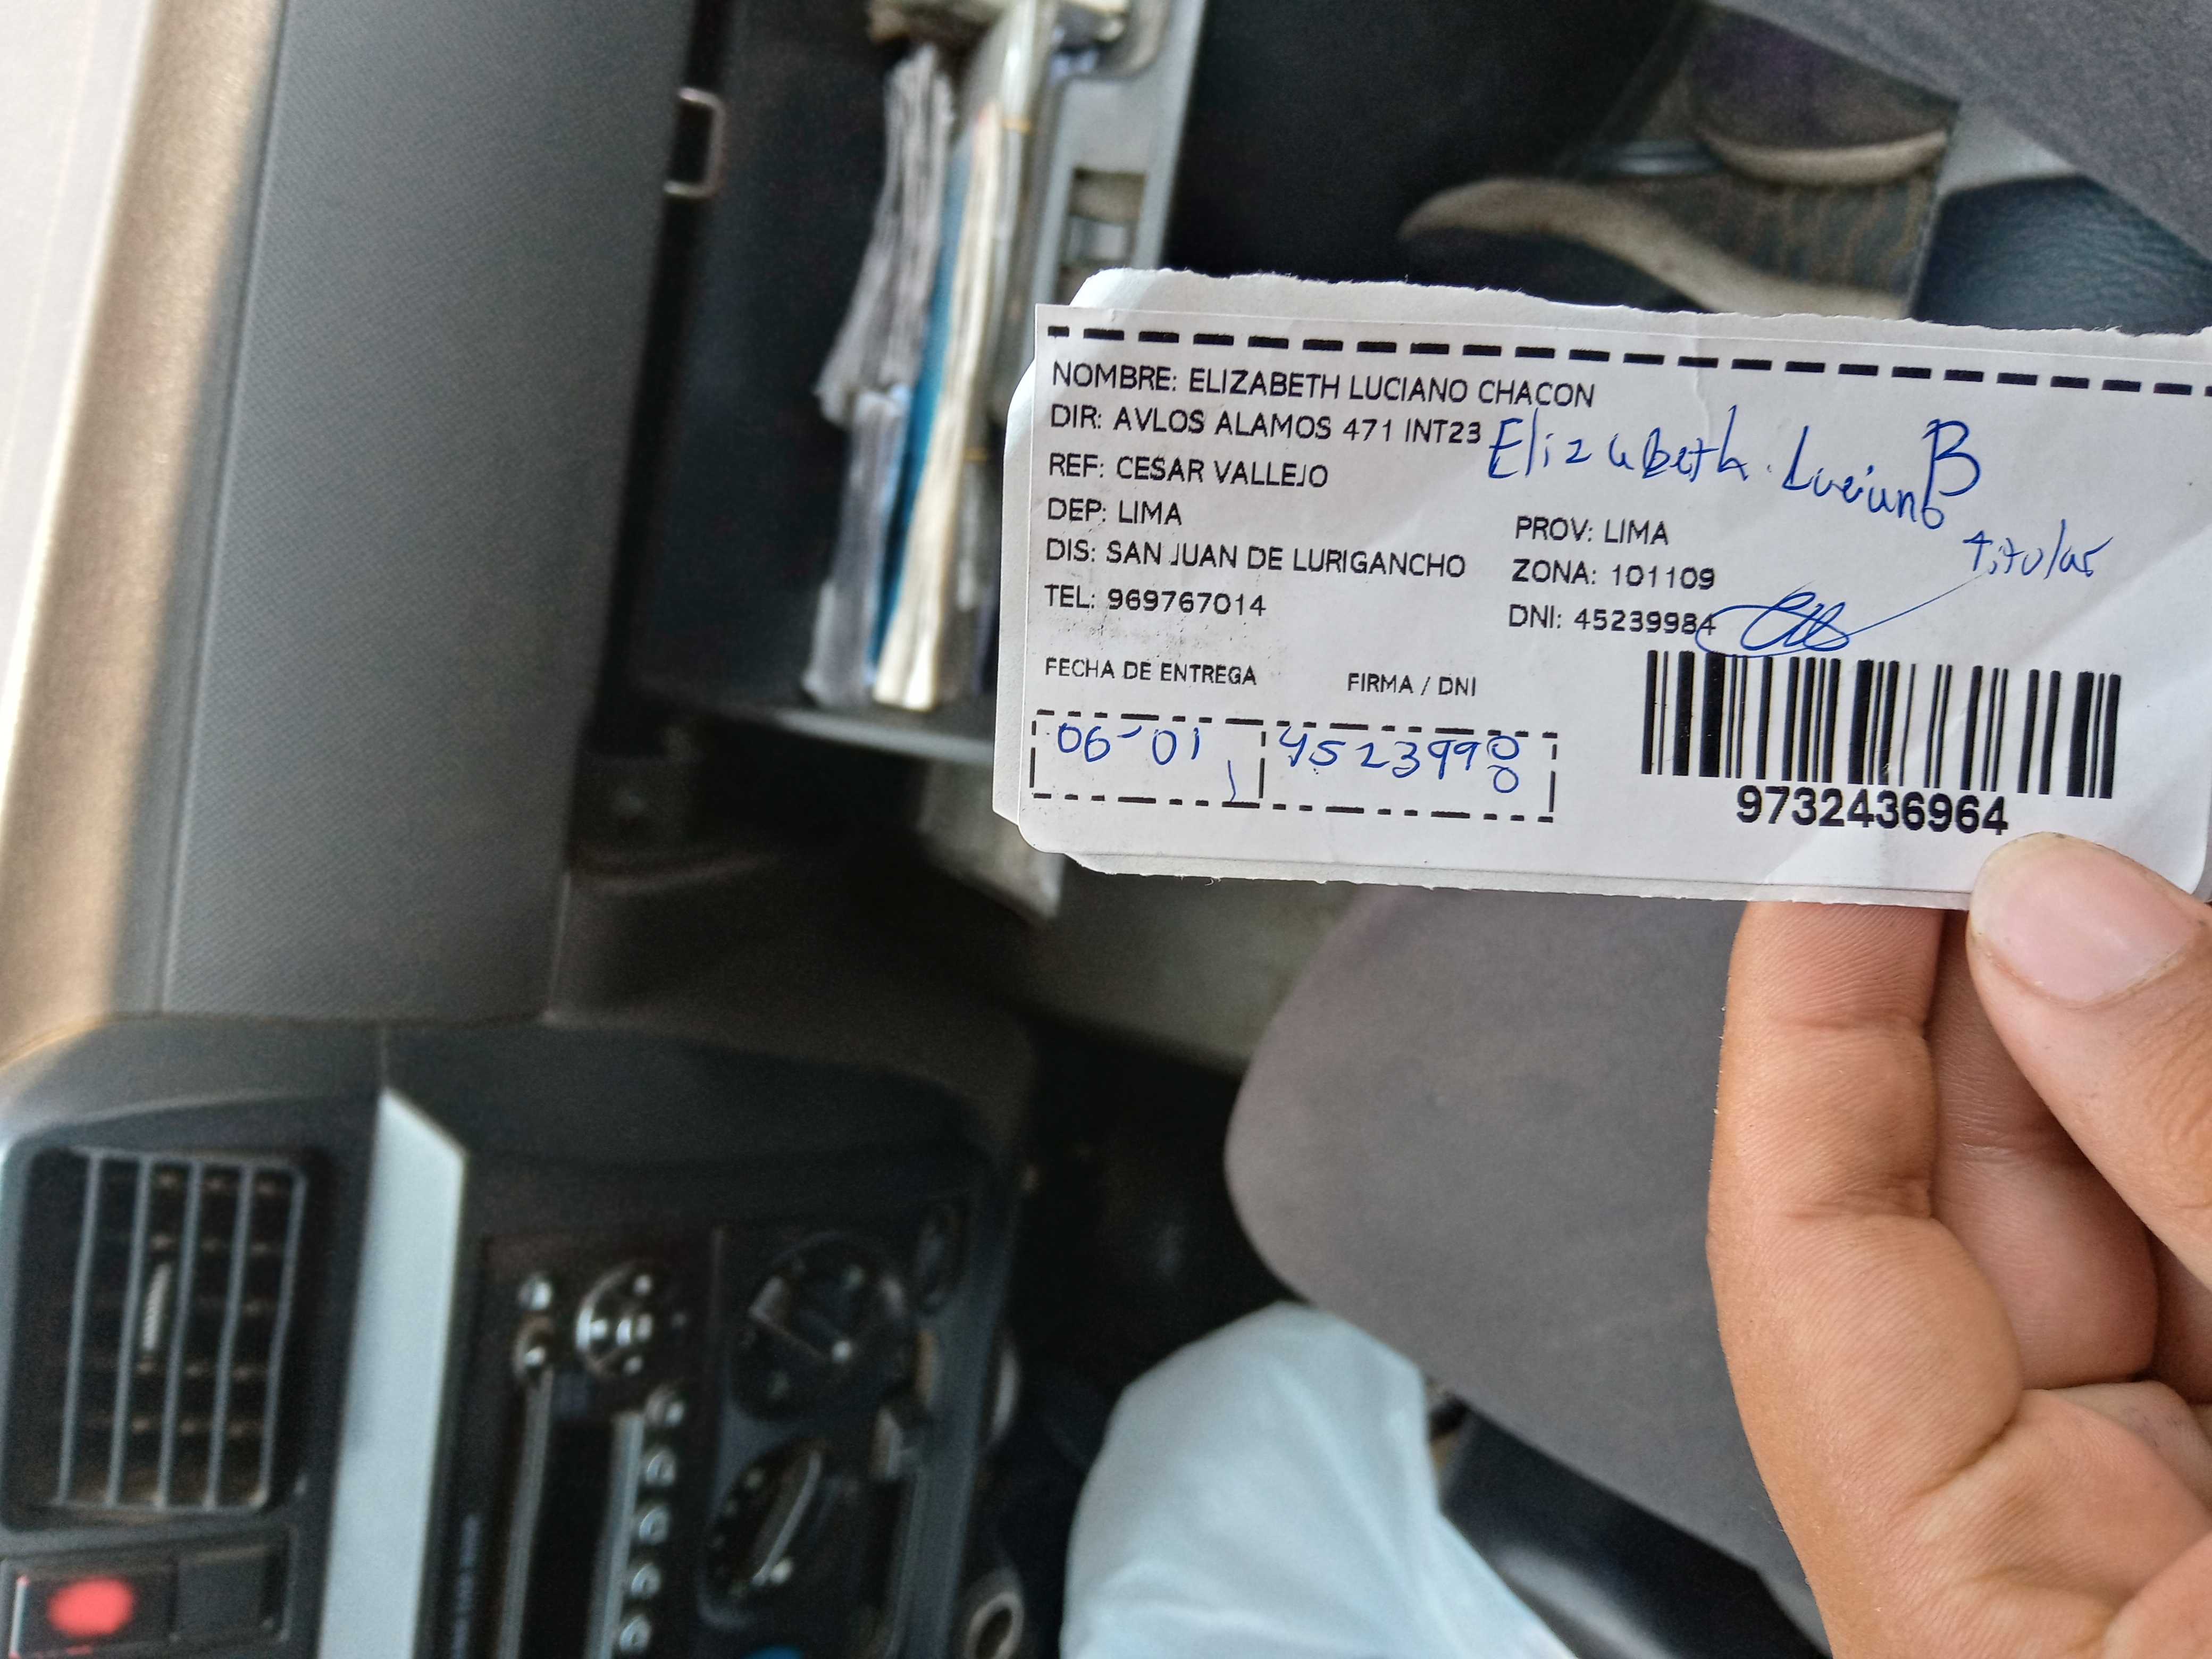 NOMBRE: ELIZABETH LUCIANO CHACON
DIR: AVLOS ALAMOS 471 INT23
Elizabeth Luciano B
REF: CESAR VALLEJO
DEP: LIMA
PROV: LIMA
titular
DIS: SAN JUAN DE LURIGANCHO
ZONA: 101109
TEL: 969767014
DNI: 45239984
FECHA DE ENTREGA
FIRMA / DNI
06-01
9732436964